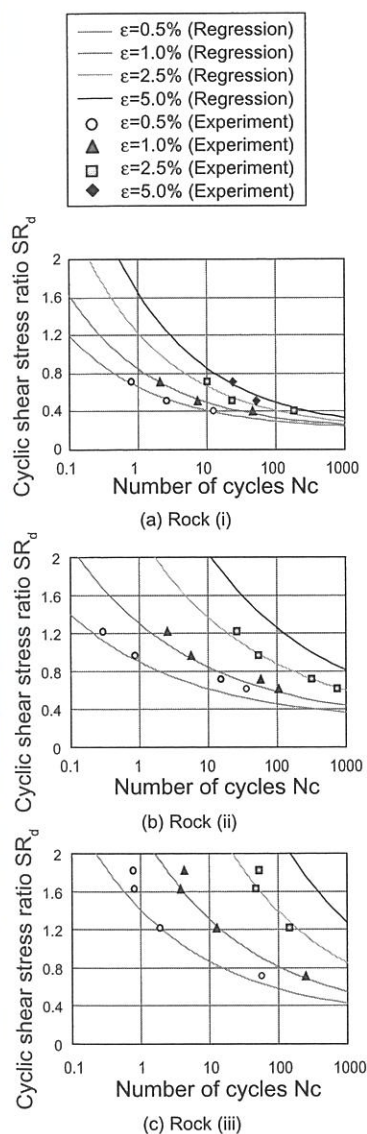 ε=0.5% (Regression)
ε=1.0% (Regression)
ε=2.5% (Regression)
ε=5.0% (Regression)
ε=0.5% (Experiment)
ε=1.0% (Experiment)
ε=2.5% (Experiment)
ε=5.0% (Experiment)
Cyclic shear stress ratio SRd
2
1.6
1.2
0.8
0.4
0
0.1 1 10 100 1000
Number of cycles Nc
(a) Rock (i)
Cyclic shear stress ratio SRd
2
1.6
1.2
0.8
0.4
0
0.1 1 10 100 1000
Number of cycles Nc
(b) Rock (ii)
Cyclic shear stress ratio SRd
2
1.6
1.2
0.8
0.4
0
0.1 1 10 100 1000
Number of cycles Nc
(c) Rock (iii)